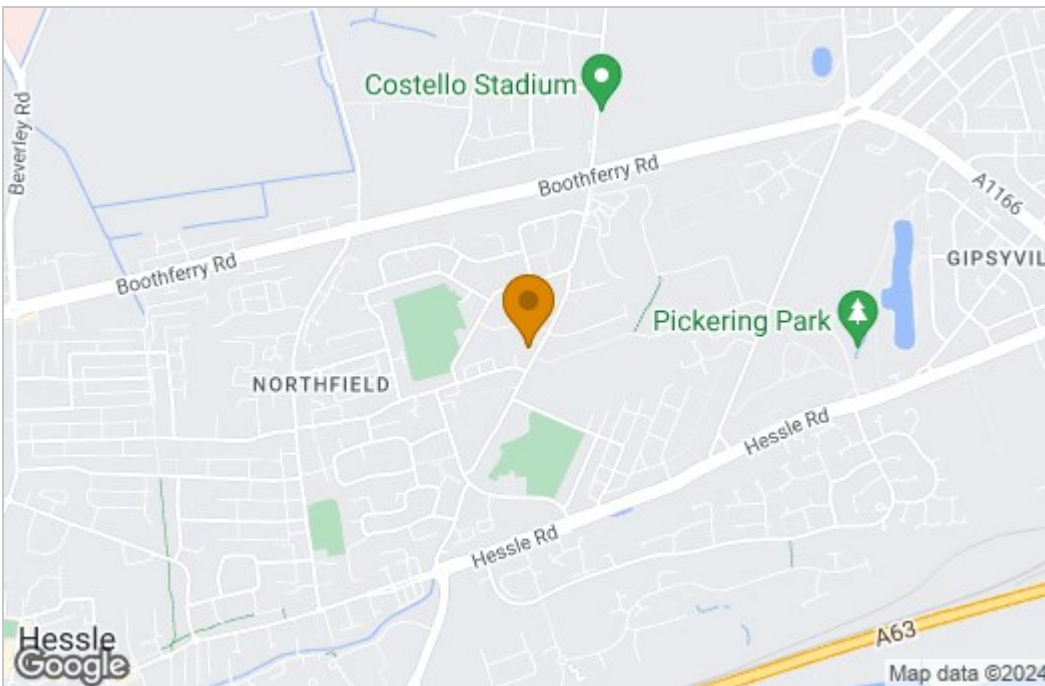 Costello Stadium
Beverley Rd
Boothferry Rd
A1166
GIPSYVIL
Boothferry Rd
Pickering Park
NORTHFIELD
Hessle Rd
Hessle Rd
A63
Hessle
Google
Map data ©2024